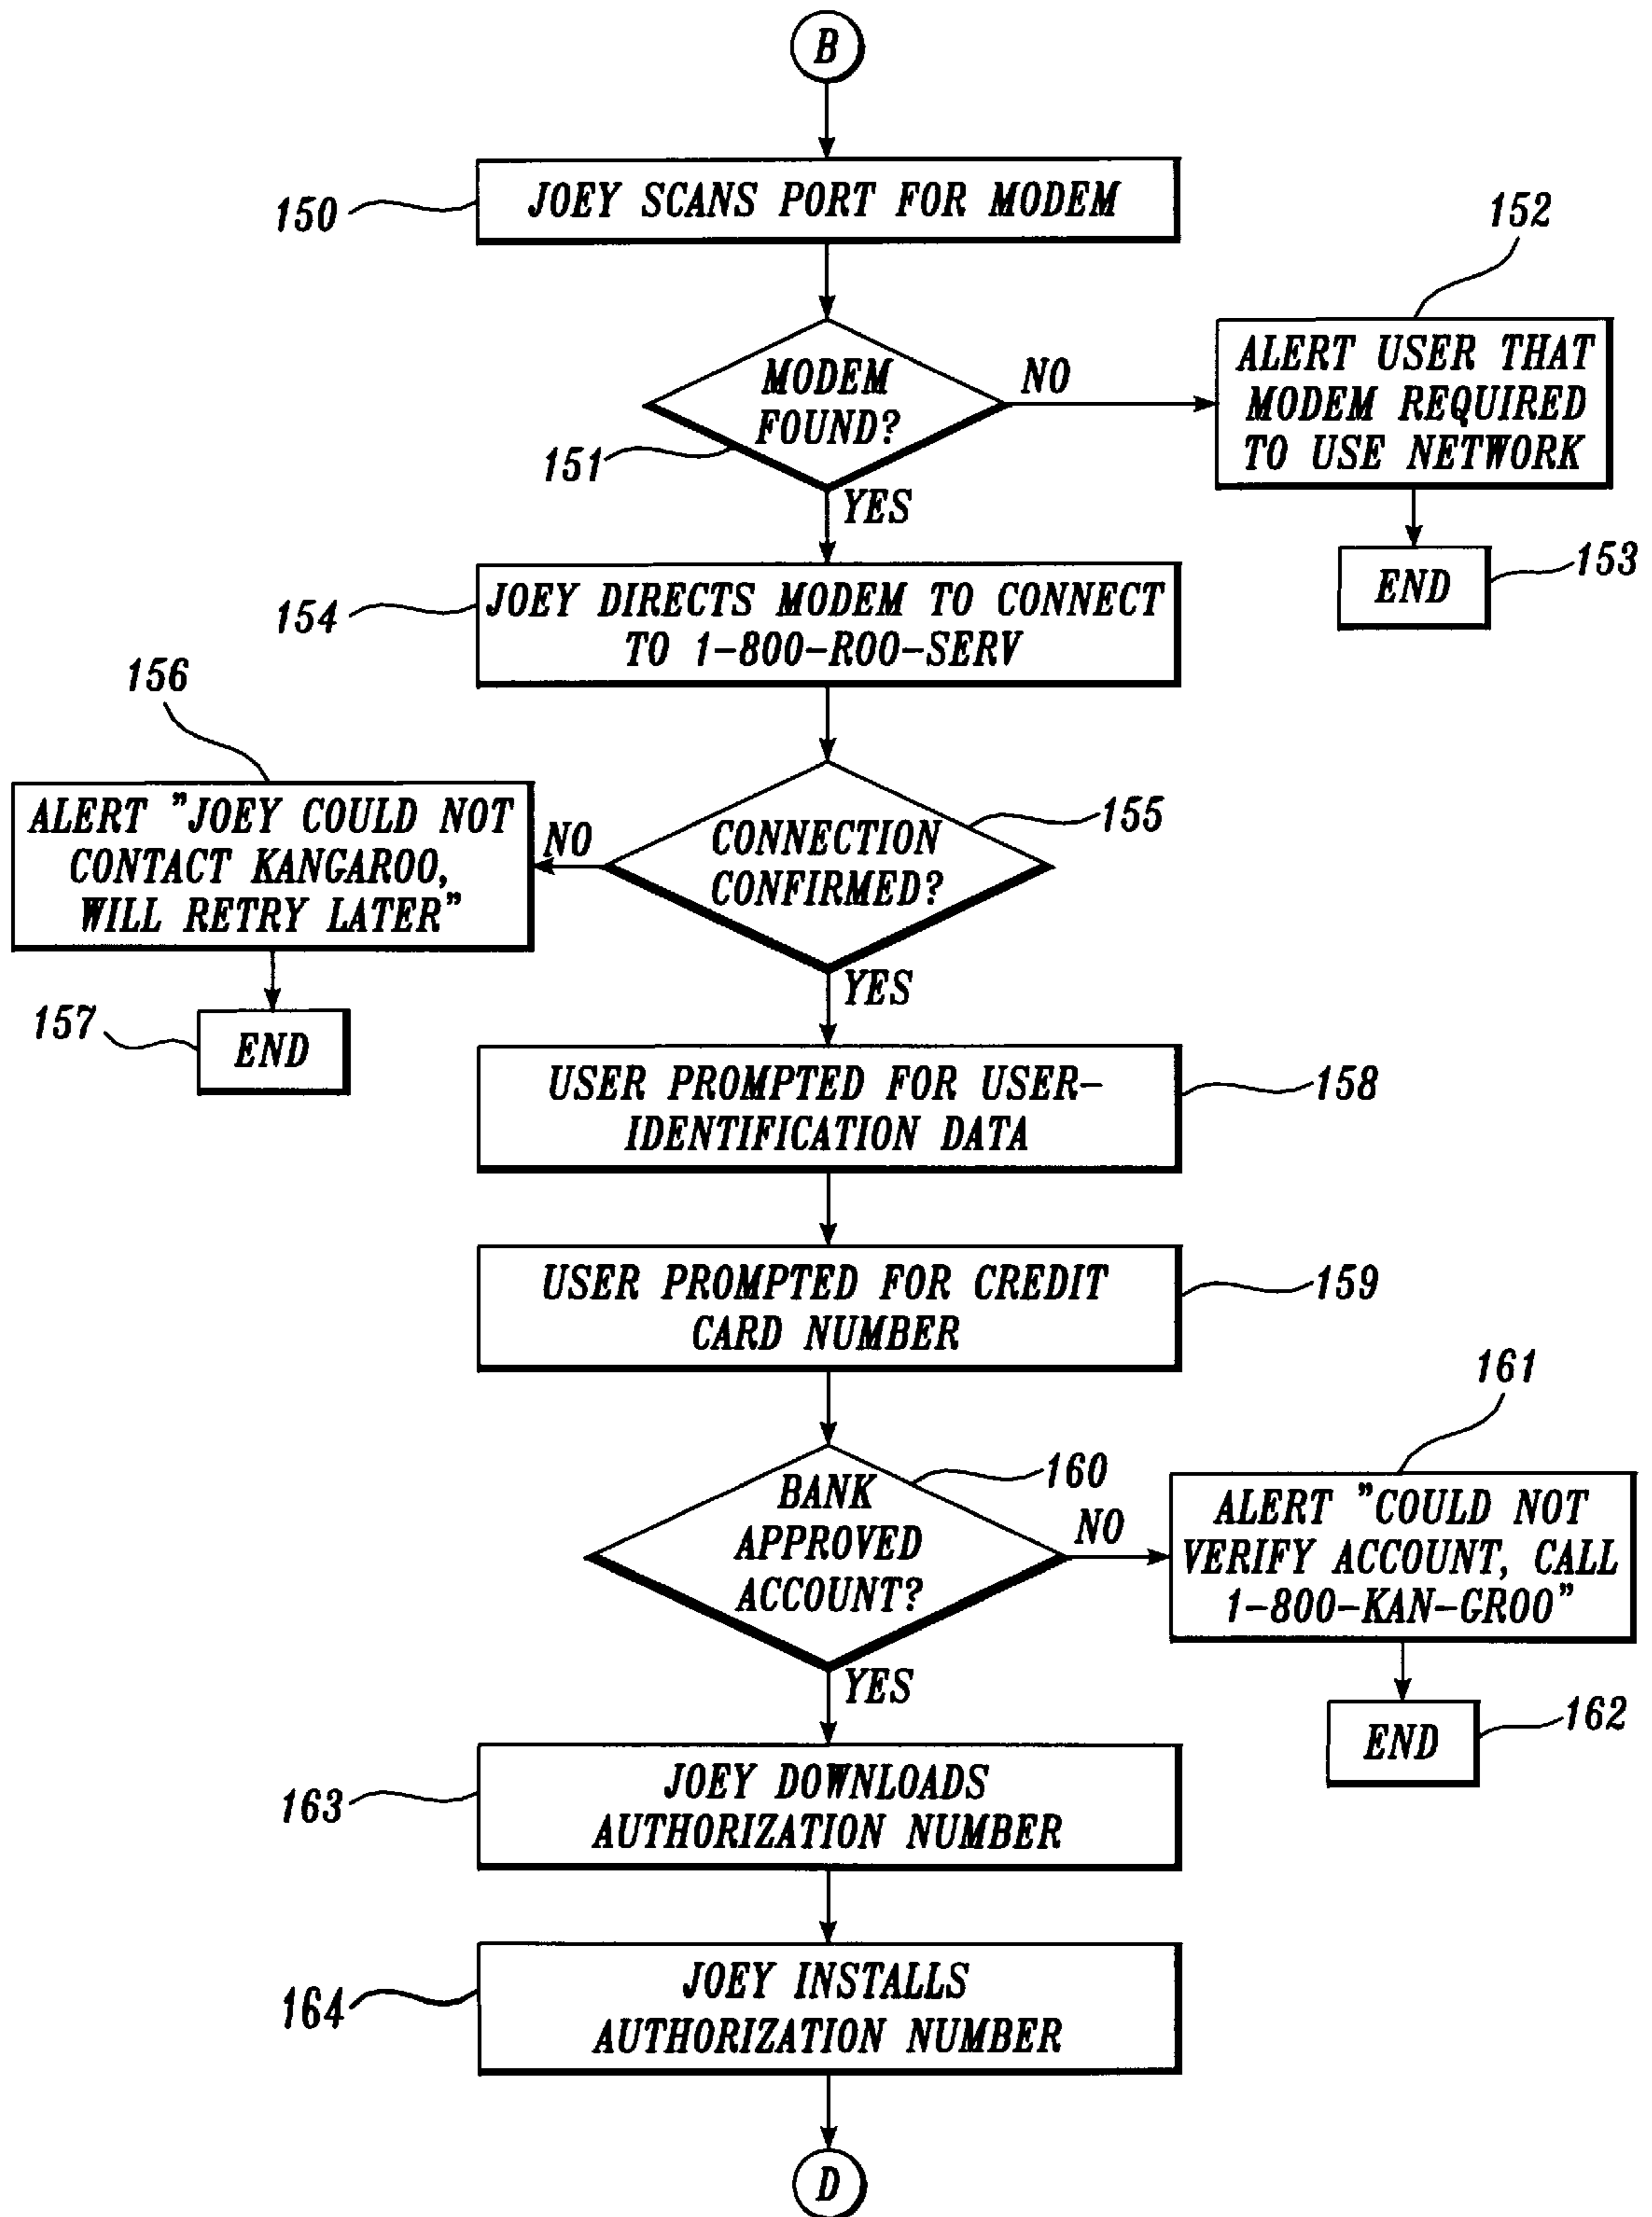 B
JOEY SCANS PORT FOR MODEM
150
152
MODEM
FOUND?
NO
151
YES
ALERT USER THAT
MODEM REQUIRED
TO USE NETWORK
END
153
JOEY DIRECTS MODEM TO CONNECT
TO 1-800-ROO-SERV
154
156
ALERT "JOEY COULD NOT
CONTACT KANGAROO,
WILL RETRY LATER"
NO
CONNECTION
CONFIRMED?
155
YES
157
END
USER PROMPTED FOR USER-
IDENTIFICATION DATA
158
USER PROMPTED FOR CREDIT
CARD NUMBER
159
161
BANK
APPROVED
ACCOUNT?
160
NO
YES
ALERT "COULD NOT
VERIFY ACCOUNT, CALL
1-800-KAN-GROO"
END
162
JOEY DOWNLOADS
AUTHORIZATION NUMBER
163
JOEY INSTALLS
AUTHORIZATION NUMBER
164
D